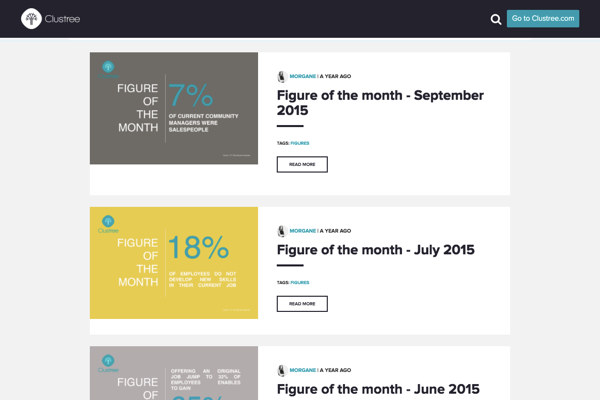 Clustree
Go to Clustree.com
FIGURE
OF
THE
MONTH
7%
OF CURRENT COMMUNITY
MANAGERS WERE
SALESPEOPLE
MORGANE | A YEAR AGO
Figure of the month - September
2015
TAGS: FIGURES
READ MORE
Clustree
FIGURE
OF
THE
MONTH
18%
OF EMPLOYEES DO NOT
DEVELOP NEW SKILLS
IN THEIR CURRENT JOB
MORGANE | A YEAR AGO
Figure of the month - July 2015
TAGS: FIGURES
READ MORE
FIGURE
OFFERING AN ORIGINAL
JOB JUMP TO 33% OF
EMPLOYEES ENABLES
TO GAIN
MORGANE | A YEAR AGO
Figure of the month - June 2015